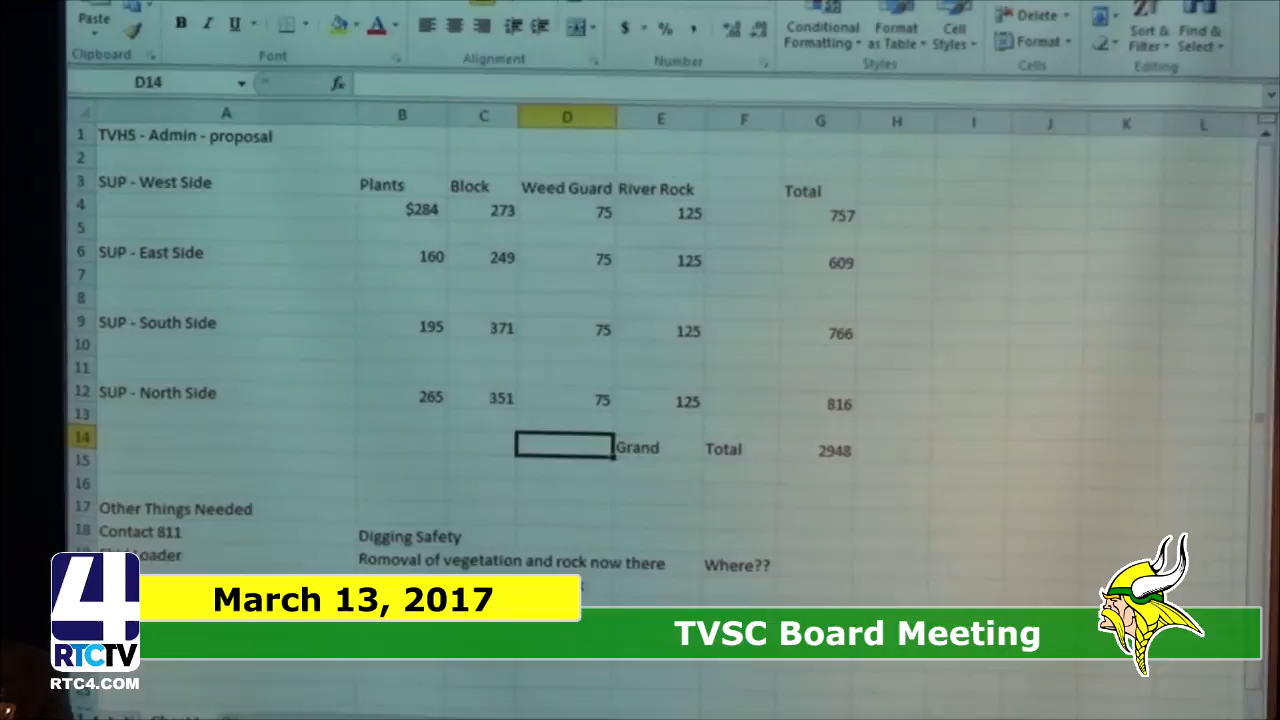 Paste
B I U
$ % ,
Conditional Formatting
Format as Table
Cell Styles
Delete
Format
Sort & Filter
Find & Select
Clipboard Font Alignment Number Styles Cells Editing
D14 fx
A B C D E F G H I J K L
1 TVHS - Admin - proposal
2
3 SUP - West Side Plants Block Weed Guard River Rock Total
4 $284 273 75 125 757
5
6 SUP - East Side 160 249 75 125 609
7
8
9 SUP - South Side 195 371 75 125 766
10
11
12 SUP - North Side 265 351 75 125 816
13
14 Grand Total 2948
15
16
17 Other Things Needed
18 Contact 811 Digging Safety
Loader Romoval of vegetation and rock now there Where??
4
RTCTV
RTC4.COM
March 13, 2017
TVSC Board Meeting